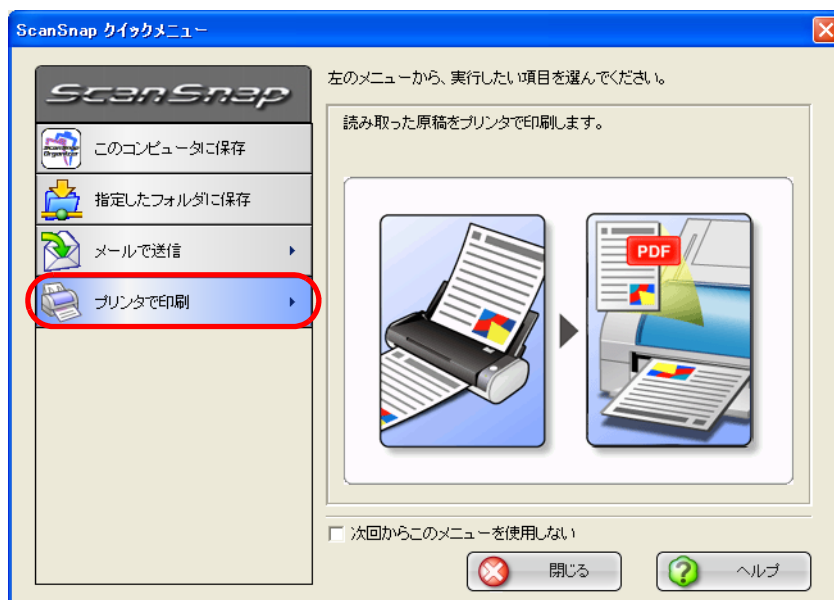 ScanSnap クイックメニュー
ScanSnap
このコンピュータに保存
指定したフォルダに保存
メールで送信
プリンタで印刷
左のメニューから、実行したい項目を選んでください。
読み取った原稿をプリンタで印刷します。
PDF
次回からこのメニューを使用しない
閉じる
ヘルプ